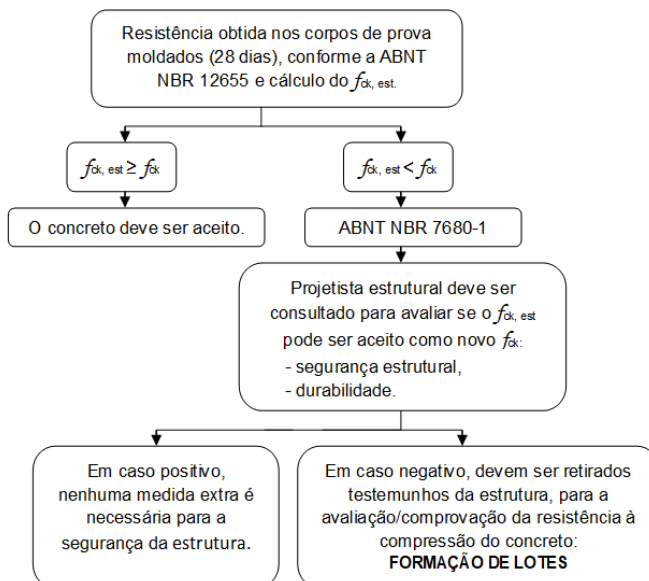 Resistência obtida nos corpos de prova
moldados (28 dias), conforme a ABNT
NBR 12655 e cálculo do fck, est.
fck, est ≥ fck
fck, est < fck
O concreto deve ser aceito.
ABNT NBR 7680-1
Projetista estrutural deve ser
consultado para avaliar se o fck, est
pode ser aceito como novo fck:
- segurança estrutural,
- durabilidade.
Em caso positivo,
nenhuma medida extra é
necessária para a
segurança da estrutura.
Em caso negativo, devem ser retirados
testemunhos da estrutura, para a
avaliação/comprovação da resistência à
compressão do concreto:
FORMAÇÃO DE LOTES